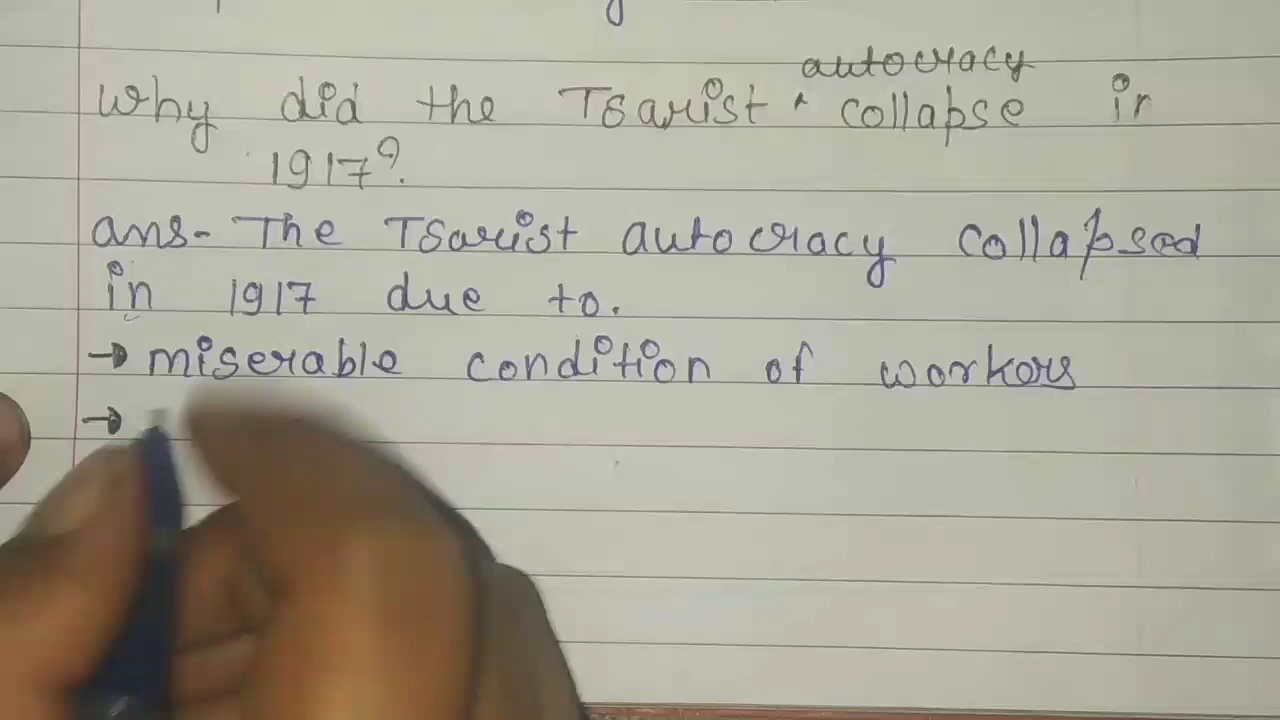 autocracy
Why did the Tsarist ^ collapse in
1917?
ans- The Tsarist autocracy collapsed
in 1917 due to.
→ miserable condition of workers
→